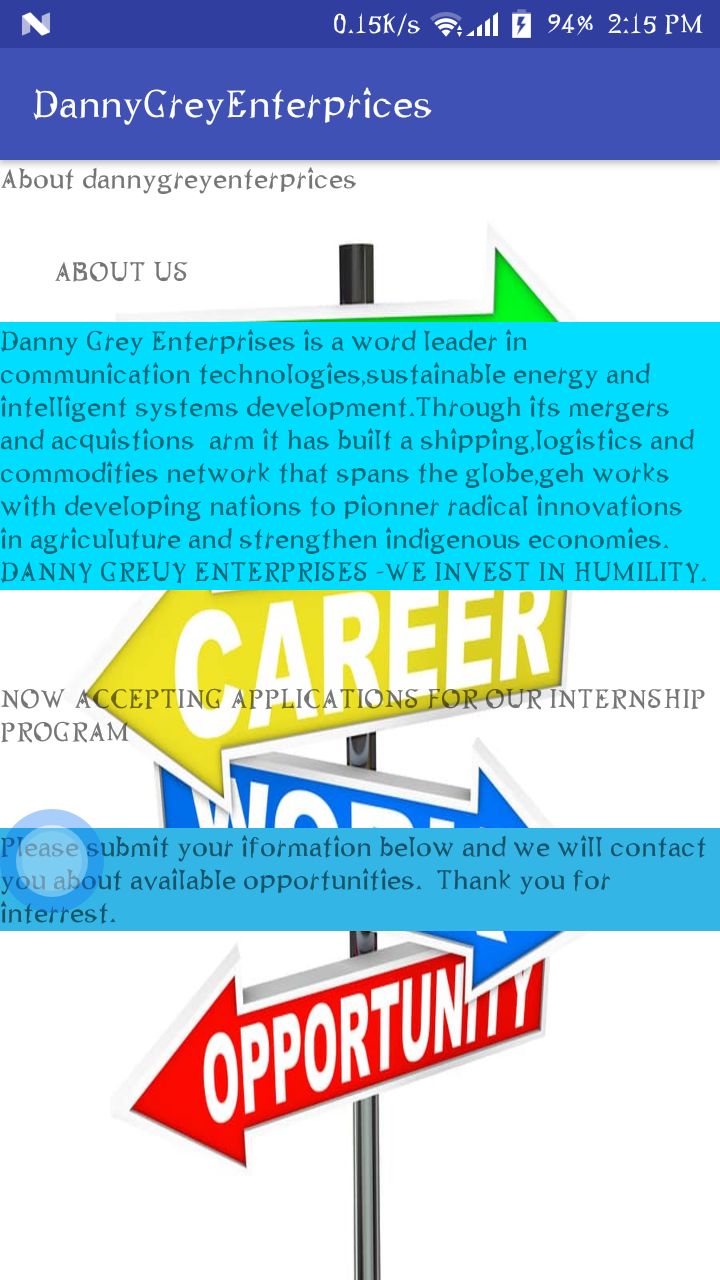 0.15K/s 94% 2:15 PM
DannyGreyEnterprices
About dannygreyenterprices
ABOUT US
Danny Grey Enterprises is a word leader in
communication technologies,sustainable energy and
intelligent systems development.Through its mergers
and acquistions  arm it has built a shipping,logistics and
commodities network that spans the globe,geh works
with developing nations to pionner radical innovations
in agriculuture and strengthen indigenous economies.
DANNY GREUY ENTERPRISES -WE INVEST IN HUMILITY.
CAREER
NOW ACCEPTING APPLICATIONS FOR OUR INTERNSHIP
PROGRAM
Please submit your iformation below and we will contact
you about available opportunities.  Thank you for
interrest.
OPPORTUNITY